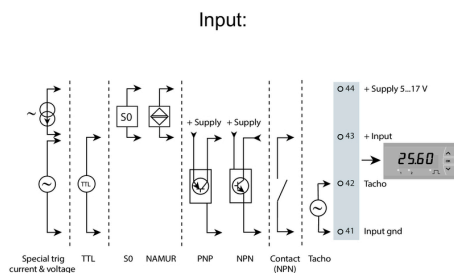 Input:
44 + Supply 5...17 V
S0
+ Supply + Supply
43 + Input
25.60
TTL
42 Tacho
41 Input gnd
Special trig
current & voltage
TTL
S0
NAMUR
PNP
NPN
Contact
(NPN)
Tacho